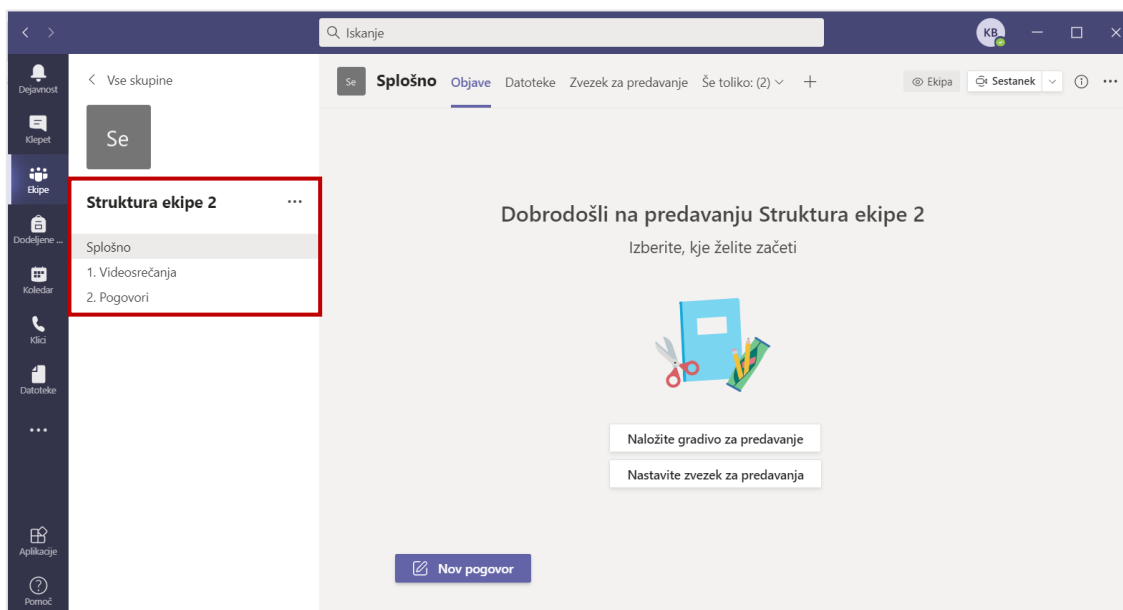 Iskanje
KB
Dejavnost
Klepet
Ekipe
Dodeljene ...
Koledar
Klici
Datoteke
Aplikacije
Pomoč
Vse skupine
Se
Struktura ekipe 2
Splošno
1. Videosrečanja
2. Pogovori
Se Splošno Objave Datoteke Zvezek za predavanje Še toliko: (2) Ekipa Sestanek
Dobrodošli na predavanju Struktura ekipe 2
Izberite, kje želite začeti
Naložite gradivo za predavanje
Nastavite zvezek za predavanja
Nov pogovor